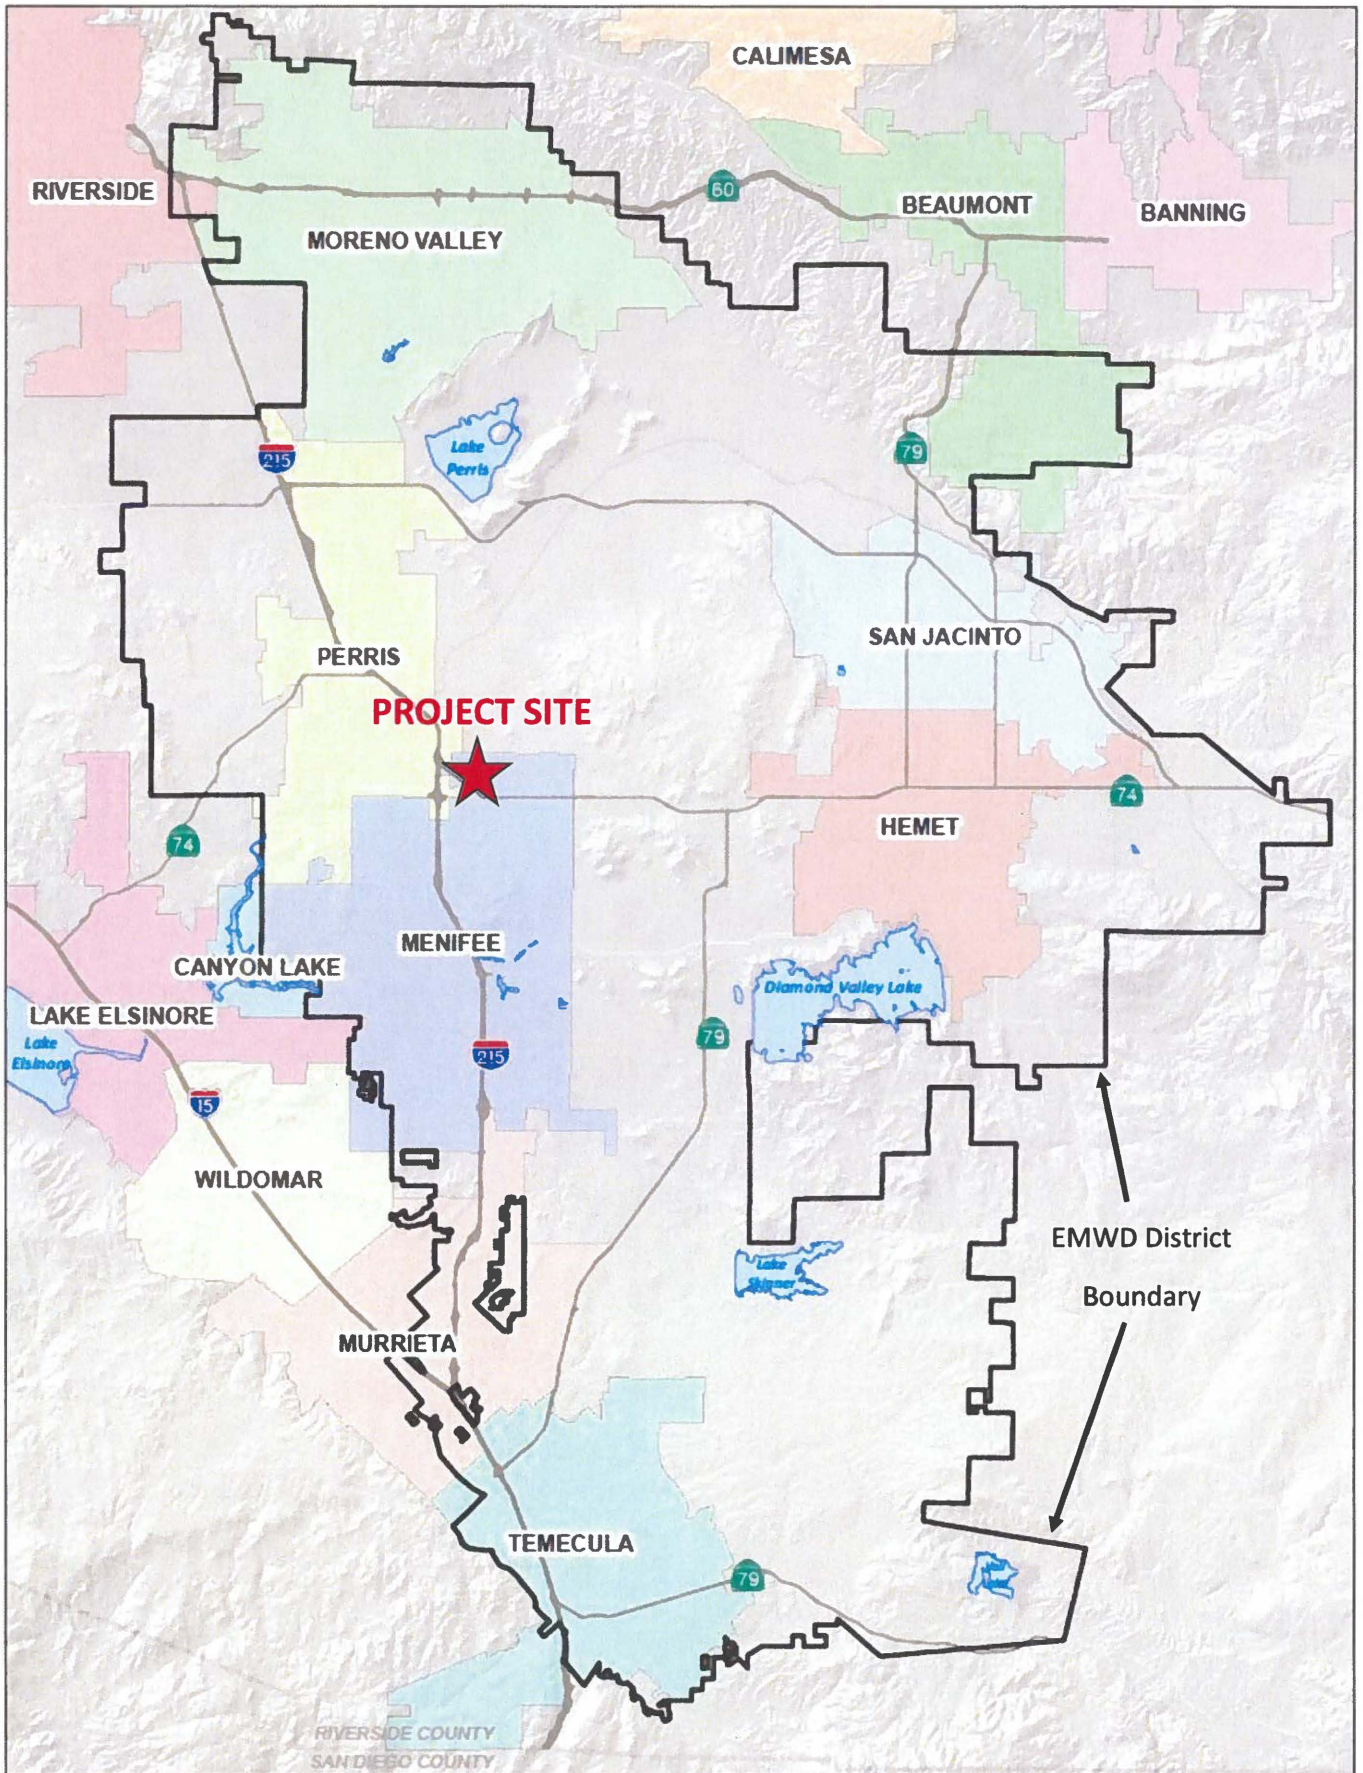 CALIMESA
RIVERSIDE
60
BEAUMONT
BANNING
MORENO VALLEY
Lake
Perris
215
79
SAN JACINTO
PERRIS
PROJECT SITE
74
HEMET
74
MENIFEE
CANYON LAKE
Diamond Valley Lake
LAKE ELSINORE
Lake
Elsinore
79
215
15
WILDOMAR
EMWD District
Boundary
Lake
Skinner
MURRIETA
TEMECULA
79
RIVERSIDE COUNTY
SAN DIEGO COUNTY